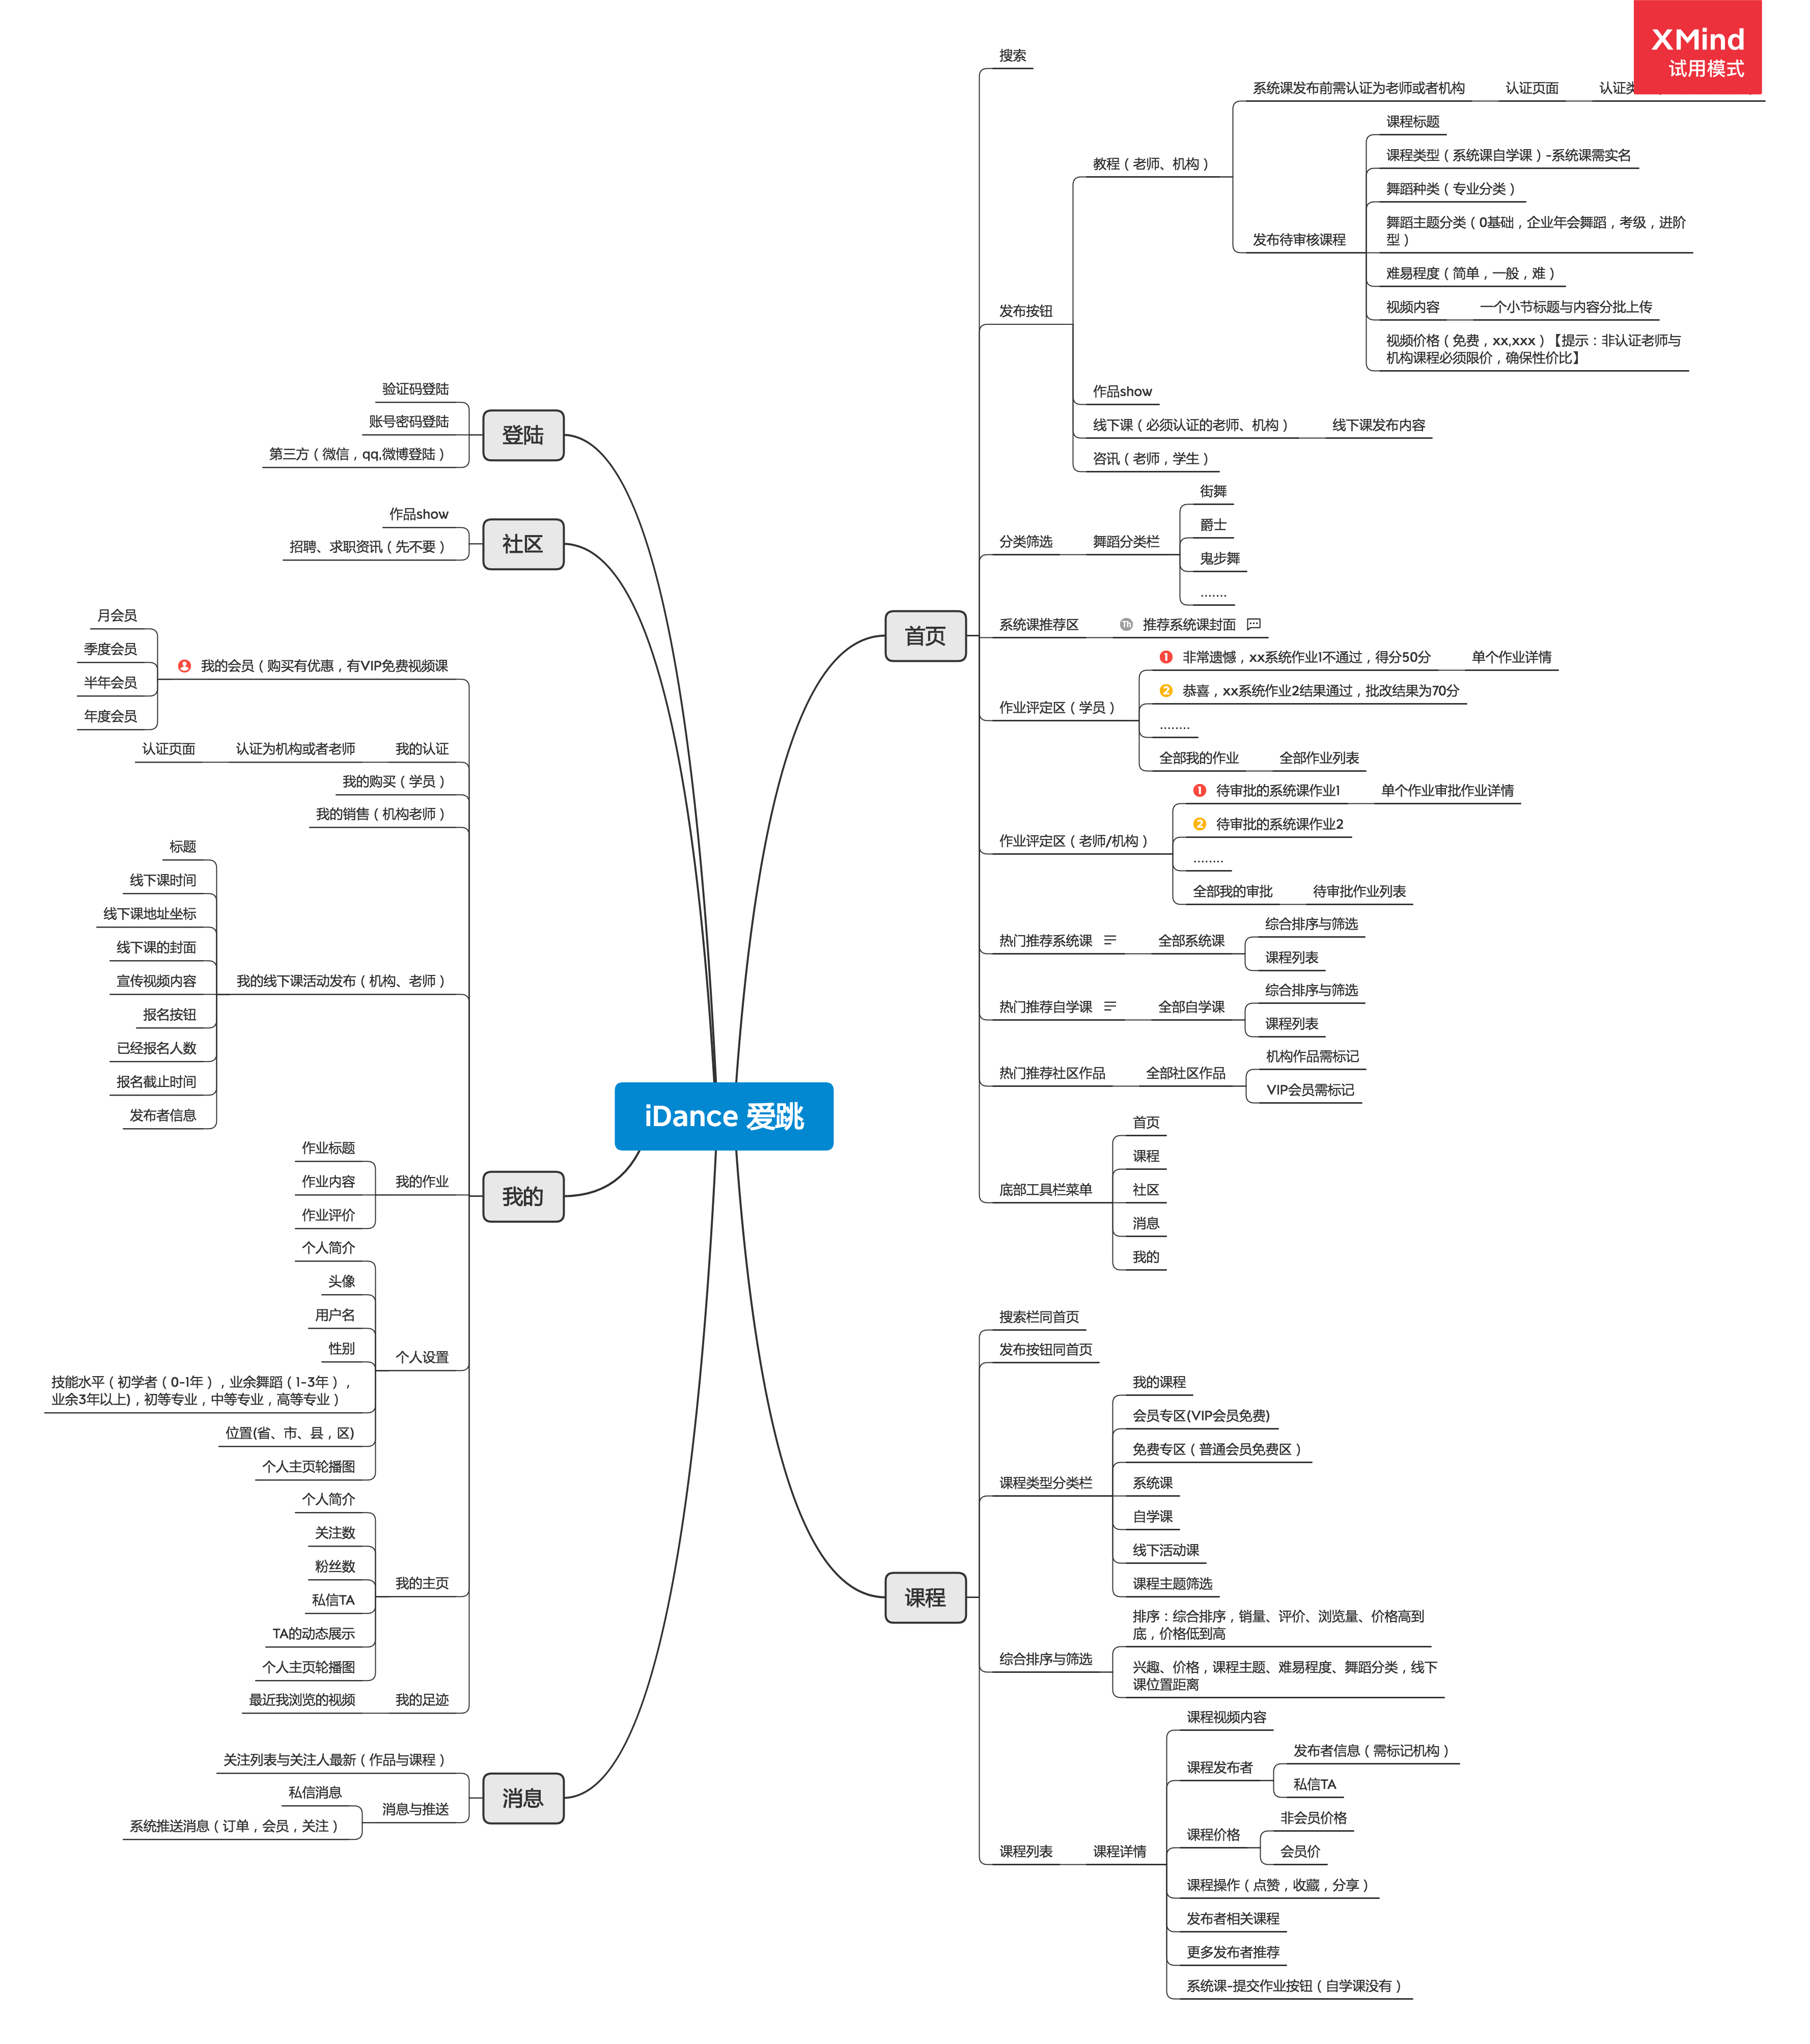 XMind
试用模式
iDance 爱跳
首页
搜索
发布按钮
教程（老师、机构）
系统课发布前需认证为老师或者机构
认证页面
认证
发布待审核课程
课程标题
课程类型（系统课自学课）-系统课需实名
舞蹈种类（专业分类）
舞蹈主题分类（0基础，企业年会舞蹈，考级，进阶
型）
难易程度（简单，一般，难）
视频内容
一个小节标题与内容分批上传
视频价格（免费，xx,xxx）【提示：非认证老师与
机构课程必须限价，确保性价比】
作品show
线下课（必须认证的老师、机构）
线下课发布内容
咨讯（老师，学生）
分类筛选
舞蹈分类栏
街舞
爵士
鬼步舞
.......
系统课推荐区
Th
推荐系统课封面
作业评定区（学员）
1 非常遗憾，xx系统作业1不通过，得分50分
单个作业详情
2 恭喜，xx系统作业2结果通过，批改结果为70分
........
全部我的作业
全部作业列表
作业评定区（老师/机构）
1 待审批的系统课作业1
单个作业审批作业详情
2 待审批的系统课作业2
........
全部我的审批
待审批作业列表
热门推荐系统课
全部系统课
综合排序与筛选
课程列表
热门推荐自学课
全部自学课
综合排序与筛选
课程列表
热门推荐社区作品
全部社区作品
机构作品需标记
VIP会员需标记
底部工具栏菜单
首页
课程
社区
消息
我的
课程
搜索栏同首页
发布按钮同首页
课程类型分类栏
我的课程
会员专区(VIP会员免费)
免费专区（普通会员免费区）
系统课
自学课
线下活动课
课程主题筛选
综合排序与筛选
排序：综合排序，销量、评价、浏览量、价格高到
底，价格低到高
兴趣、价格，课程主题、难易程度、舞蹈分类，线下
课位置距离
课程列表
课程详情
课程视频内容
课程发布者
发布者信息（需标记机构）
私信TA
课程价格
非会员价格
会员价
课程操作（点赞，收藏，分享）
发布者相关课程
更多发布者推荐
系统课-提交作业按钮（自学课没有）
登陆
验证码登陆
账号密码登陆
第三方（微信，qq,微博登陆）
社区
作品show
招聘、求职资讯（先不要）
我的
我的会员（购买有优惠，有VIP免费视频课
月会员
季度会员
半年会员
年度会员
我的认证
认证为机构或者老师
认证页面
我的购买（学员）
我的销售（机构老师）
我的线下课活动发布（机构、老师）
标题
线下课时间
线下课地址坐标
线下课的封面
宣传视频内容
报名按钮
已经报名人数
报名截止时间
发布者信息
我的作业
作业标题
作业内容
作业评价
个人设置
个人简介
头像
用户名
性别
技能水平（初学者（0-1年），业余舞蹈（1-3年），
业余3年以上)，初等专业，中等专业，高等专业）
位置(省、市、县，区)
个人主页轮播图
我的主页
个人简介
关注数
粉丝数
私信TA
TA的动态展示
个人主页轮播图
我的足迹
最近我浏览的视频
消息
关注列表与关注人最新（作品与课程）
消息与推送
私信消息
系统推送消息（订单，会员，关注）